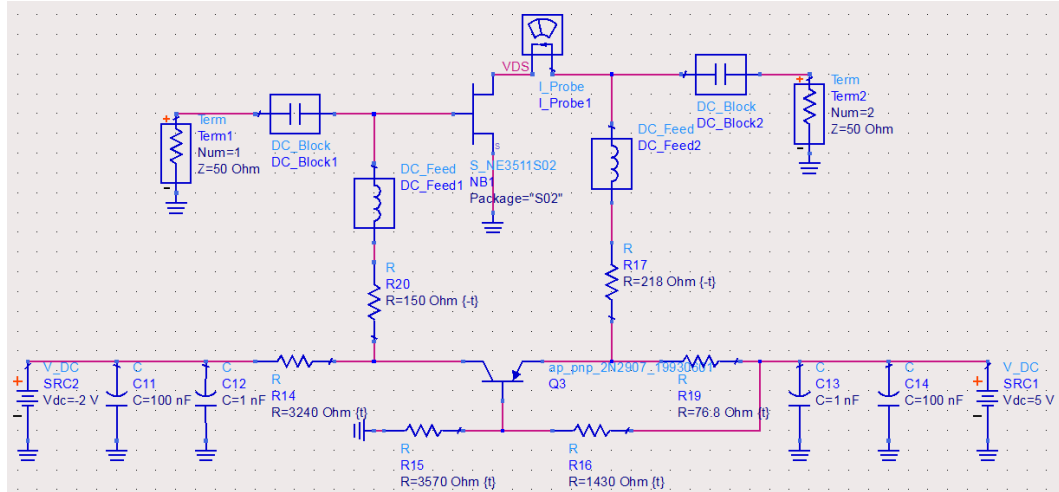 VDS
I_Probe
I_Probe1
Term
Term1
Num=1
Z=50 Ohm
DC_Block
DC_Block1
DC_Feed
DC_Feed1
S_NE3511S02
NB1
Package="S02"
s
DC_Feed
DC_Feed2
DC_Block
DC_Block2
Term
Term2
Num=2
Z=50 Ohm
R
R20
R=150 Ohm {-t}
R
R17
R=218 Ohm {-t}
V_DC
SRC2
Vdc=-2 V
C
C11
C=100 nF
C
C12
C=1 nF
R
R14
R=3240 Ohm {t}
ap_pnp_2N2907_19930601
Q3
R
R19
R=76.8 Ohm {t}
C
C13
C=1 nF
C
C14
C=100 nF
V_DC
SRC1
Vdc=5 V
R
R15
R=3570 Ohm {t}
R
R16
R=1430 Ohm {t}